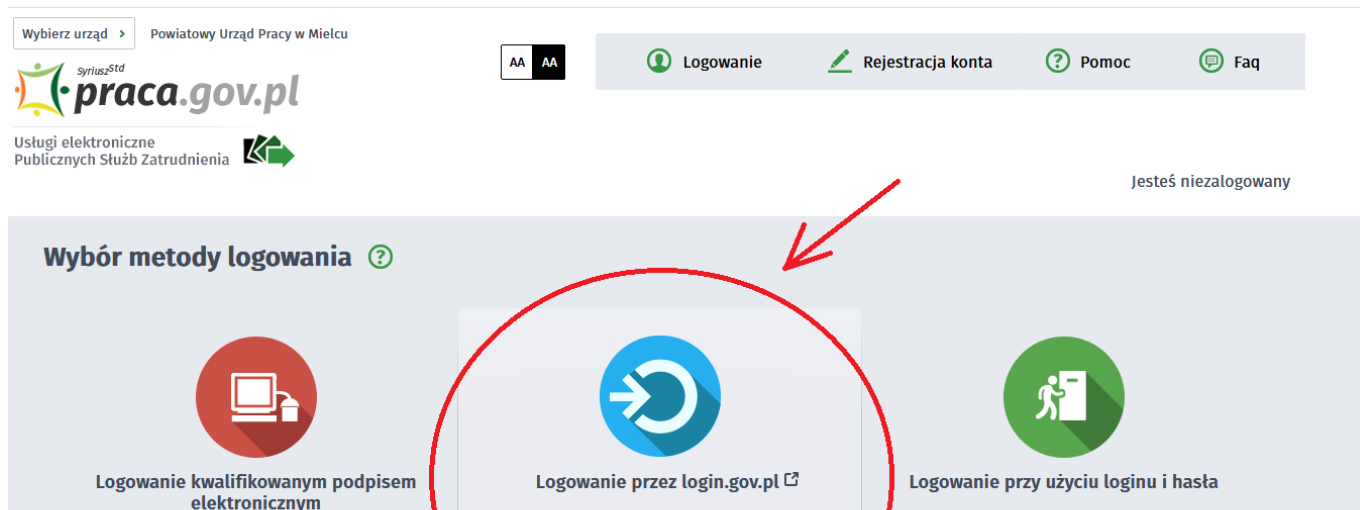 Wybierz urząd >
Powiatowy Urząd Pracy w Mielcu
SyriuszStd
praca.gov.pl
Usługi elektroniczne
Publicznych Służb Zatrudnienia
AA AA
Logowanie
Rejestracja konta
Pomoc
Faq
Jesteś niezalogowany
Wybór metody logowania ?
Logowanie kwalifikowanym podpisem
elektronicznym
Logowanie przez login.gov.pl
Logowanie przy użyciu loginu i hasła